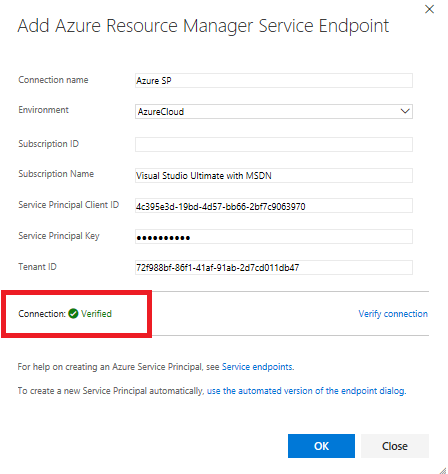 Add Azure Resource Manager Service Endpoint
Connection name Azure SP
Environment AzureCloud
Subscription ID
Subscription Name Visual Studio Ultimate with MSDN
Service Principal Client ID 4c395e3d-19bd-4d57-bb66-2bf7c9063970
Service Principal Key ●●●●●●●●●●
Tenant ID 72f988bf-86f1-41af-91ab-2d7cd011db47
Connection: Verified Verify connection
For help on creating an Azure Service Principal, see Service endpoints.
To create a new Service Principal automatically, use the automated version of the endpoint dialog.
OK Close